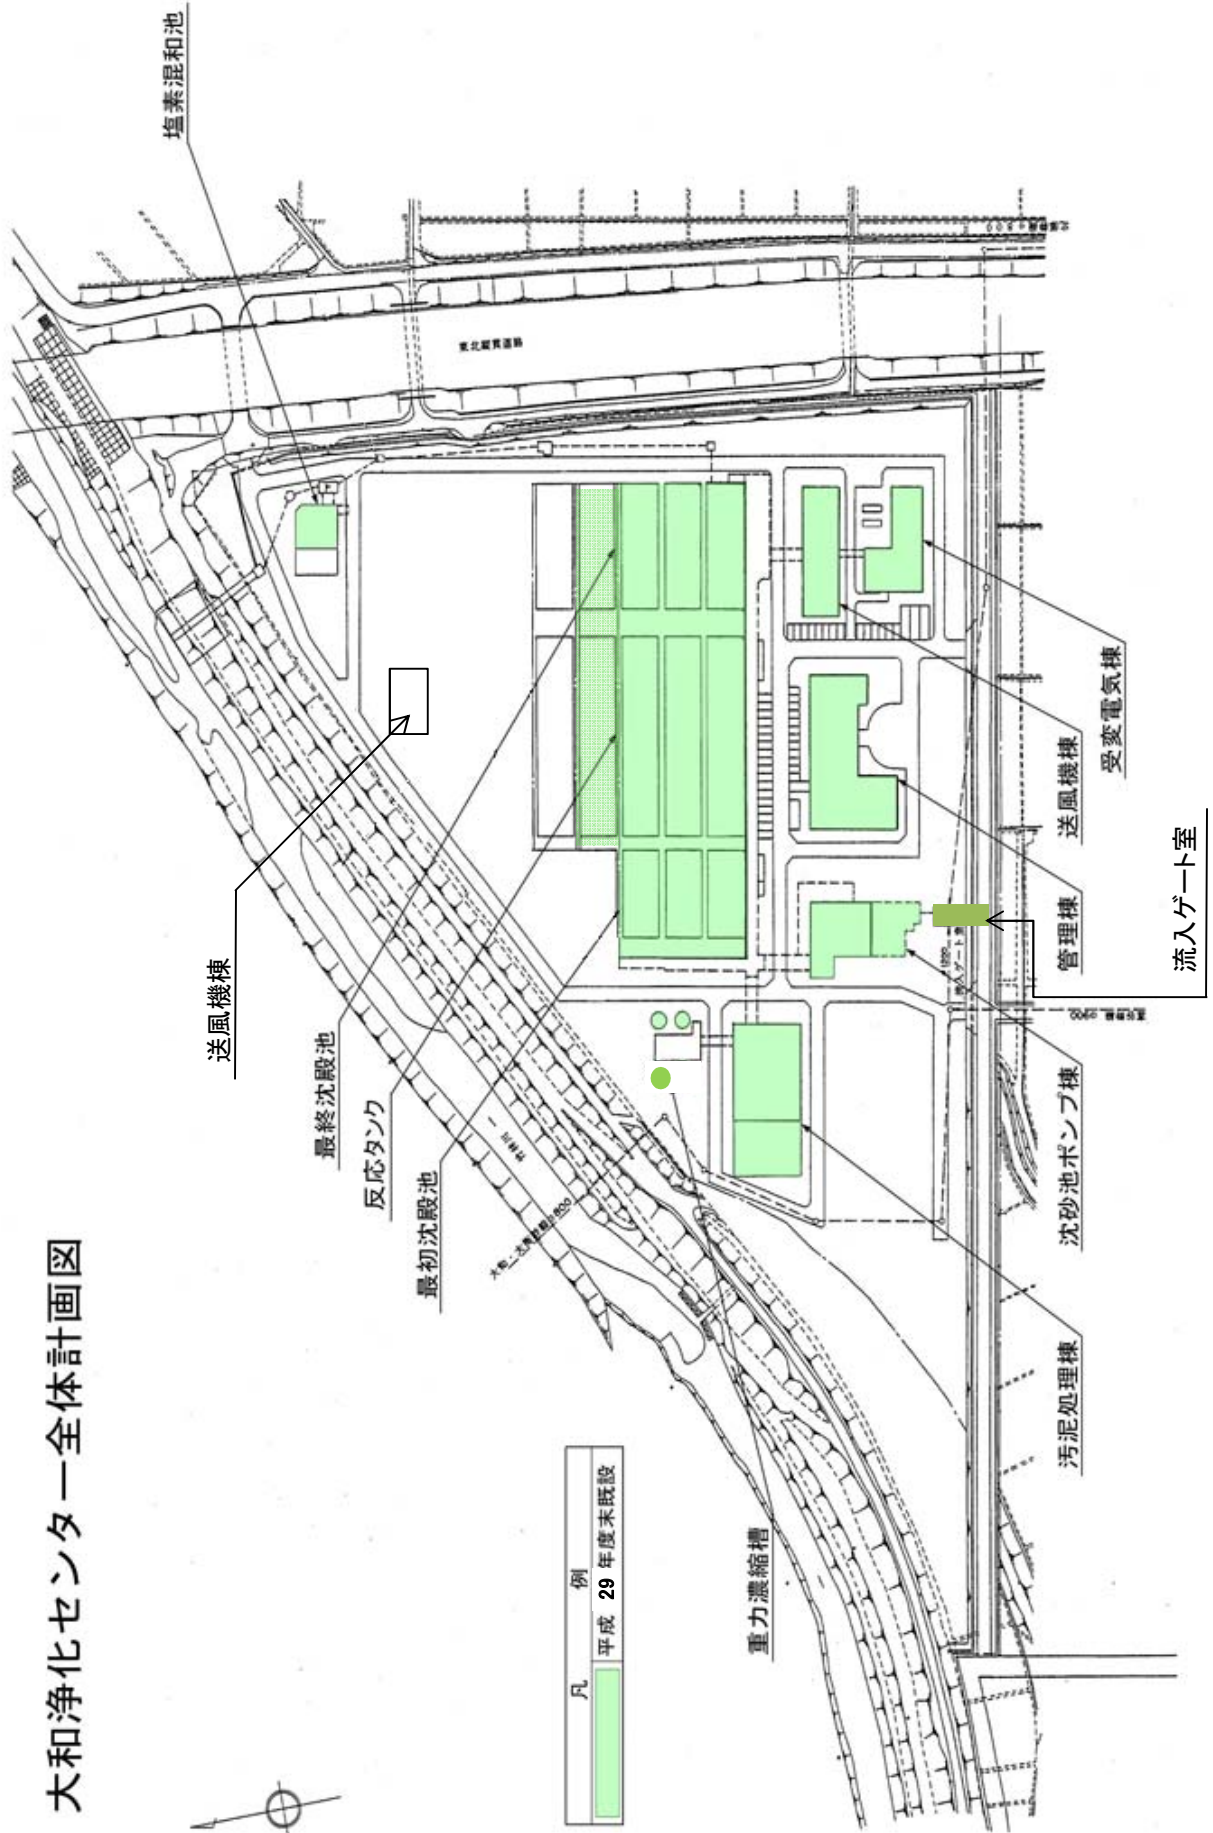 大和浄化センター全体計画図
塩素混和池
東北縦貫道路
送風機棟
最終沈殿池
反応タンク
最初沈殿池
受変電気棟
送風機棟
管理棟
流入ゲート室
沈砂池ポンプ棟
汚泥処理棟
重力濃縮槽
凡 例
平成 29 年度末既設